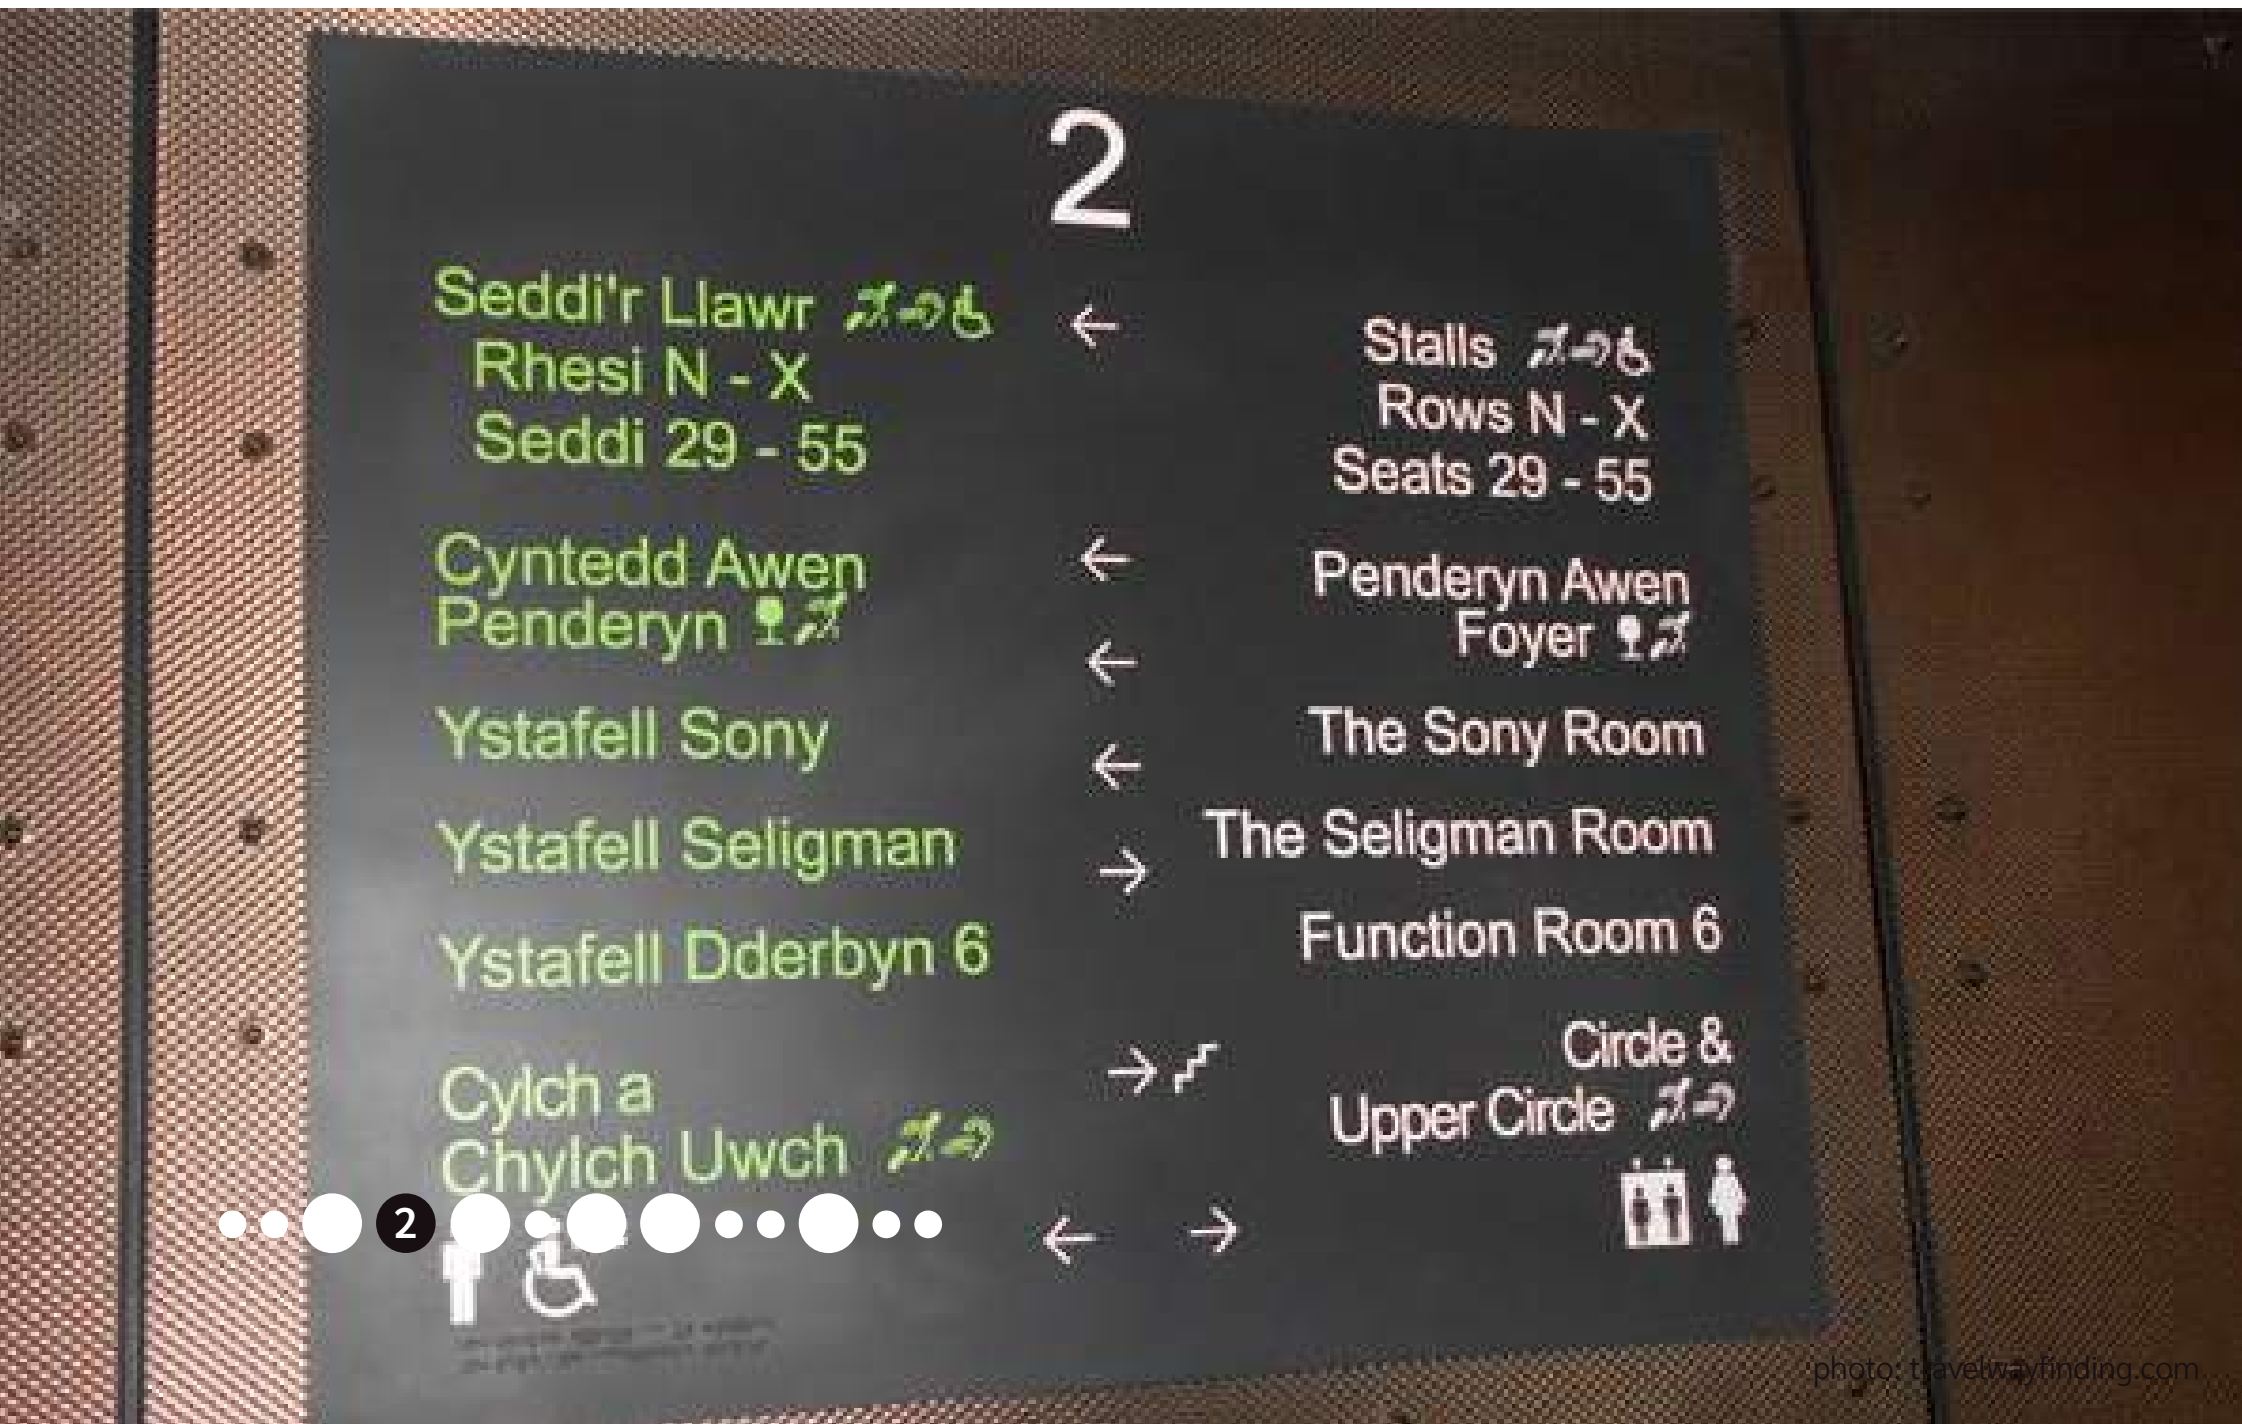 2
Seddi'r Llawr
Rhesi N - X
Seddi 29 - 55
Cyntedd Awen
Penderyn
Ystafell Sony
Ystafell Seligman
Ystafell Dderbyn 6
Cylch a
Chylch Uwch
Stalls
Rows N - X
Seats 29 - 55
Penderyn Awen
Foyer
The Sony Room
The Seligman Room
Function Room 6
Circle &
Upper Circle
2
photo: travelwayfinding.com